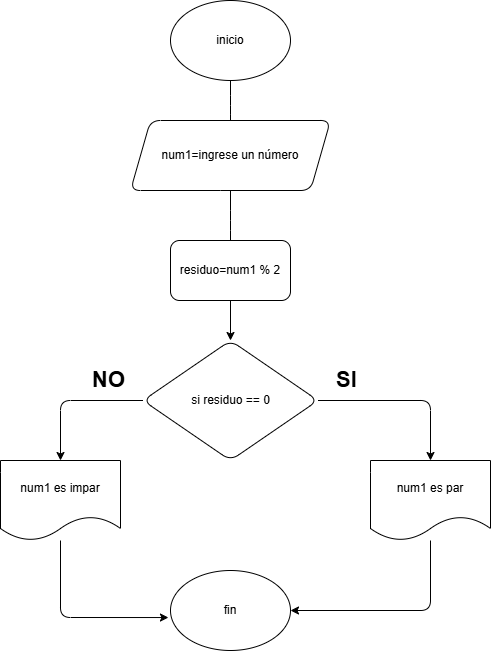 inicio
num1=ingrese un número
residuo=num1 % 2
NO
SI
si residuo == 0
num1 es impar
num1 es par
fin